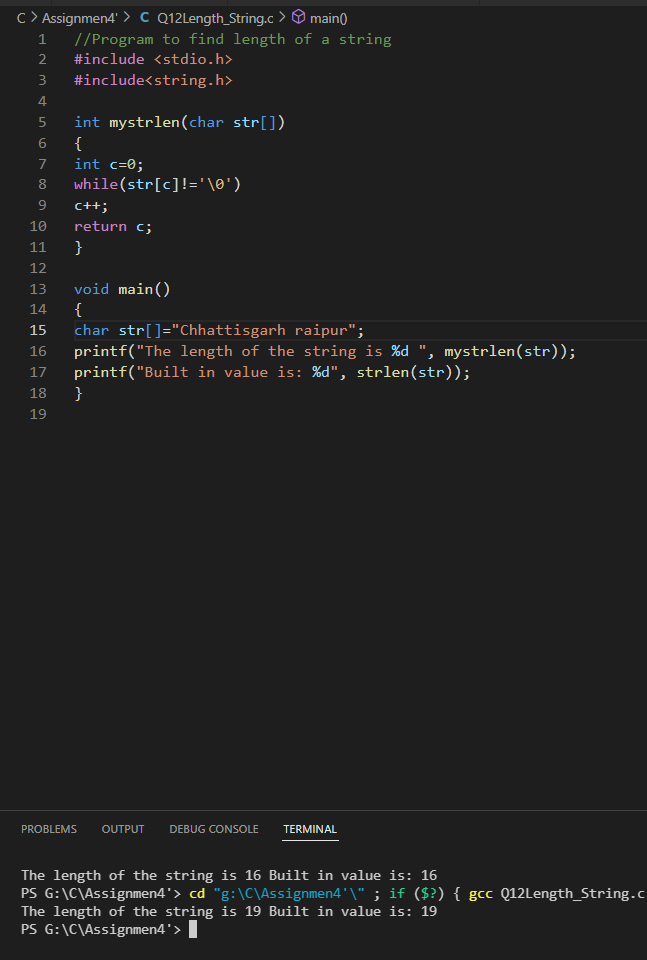 C > Assignmen4' > C Q12Length_String.c > main()
1 //Program to find length of a string
2 #include <stdio.h>
3 #include<string.h>
4
5 int mystrlen(char str[])
6 {
7 int c=0;
8 while(str[c]!='\0')
9 c++;
10 return c;
11 }
12
13 void main()
14 {
15 char str[]="Chhattisgarh raipur";
16 printf("The length of the string is %d ", mystrlen(str));
17 printf("Built in value is: %d", strlen(str));
18 }
19
PROBLEMS OUTPUT DEBUG CONSOLE TERMINAL
The length of the string is 16 Built in value is: 16
PS G:\C\Assignmen4'> cd "g:\C\Assignmen4'\" ; if ($?) { gcc Q12Length_String.c
The length of the string is 19 Built in value is: 19
PS G:\C\Assignmen4'>